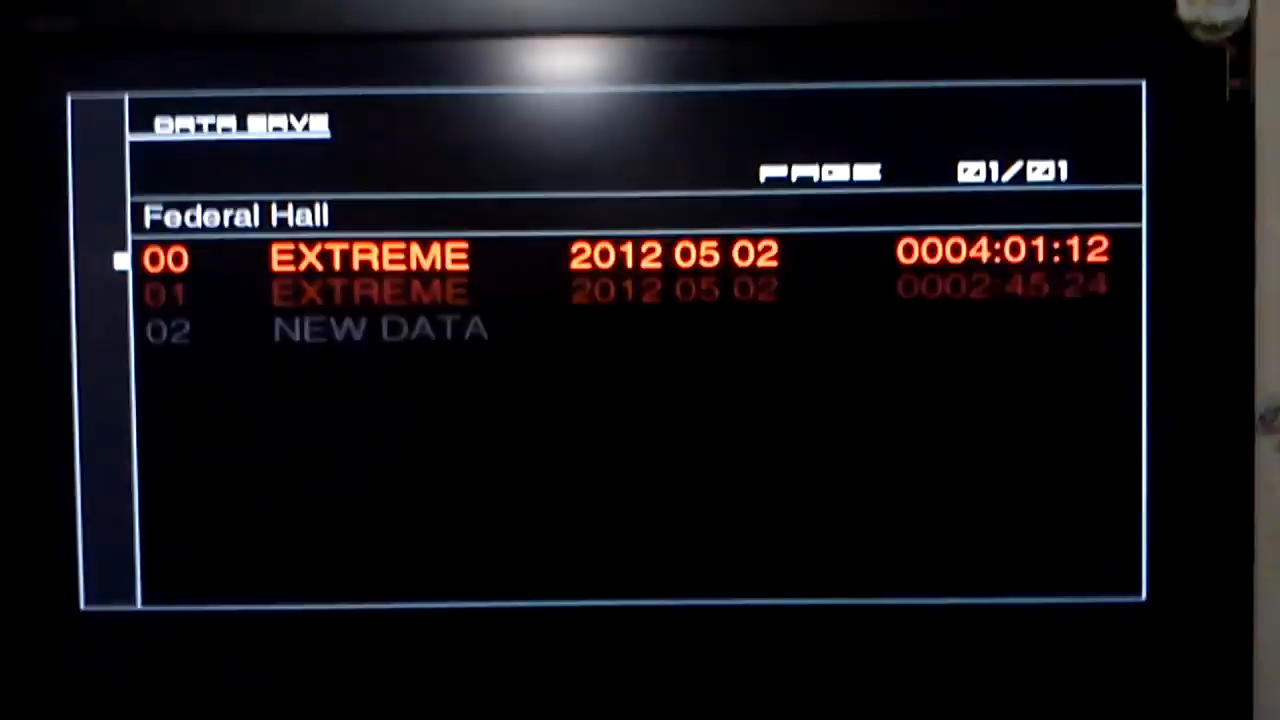 DATA SAVE
PAGE 01/01
Federal Hall
00 EXTREME 2012 05 02 0004:01:12
01 EXTREME 2012 05 02 0002:45:24
02 NEW DATA